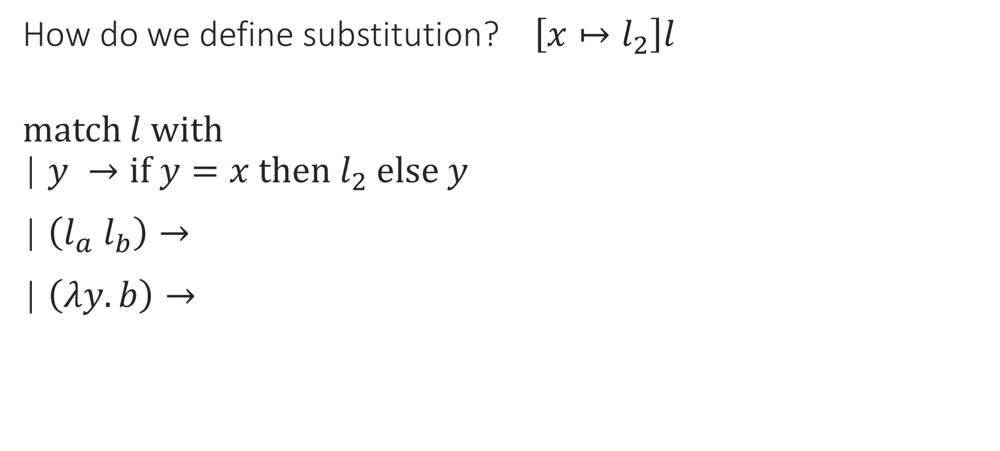 How do we define substitution? [x ↦ l₂]l
match l with
| y → if y = x then l₂ else y
| (lₐ l_b) →
| (λy. b) →